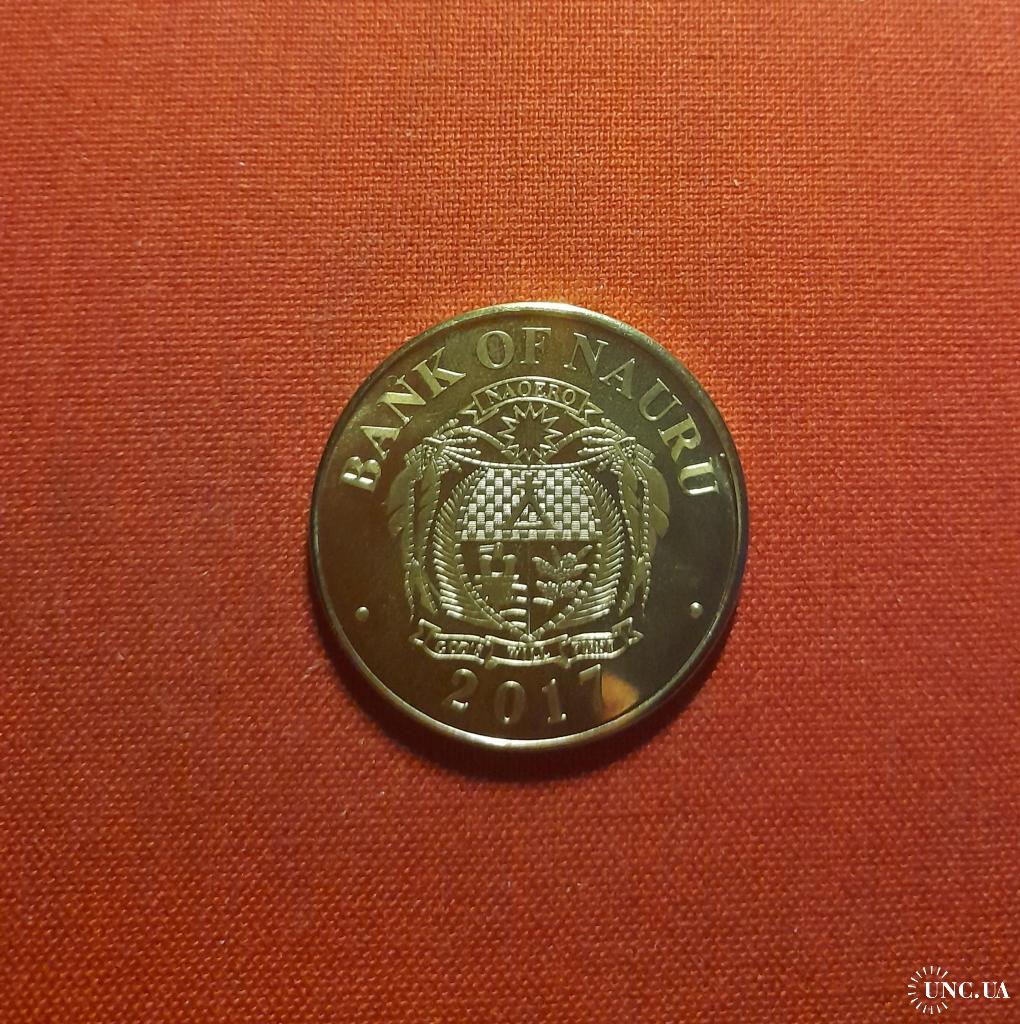 BANK OF NAURU
NAOERO
GOD'S WILL FIRST
2017
UNC.UA